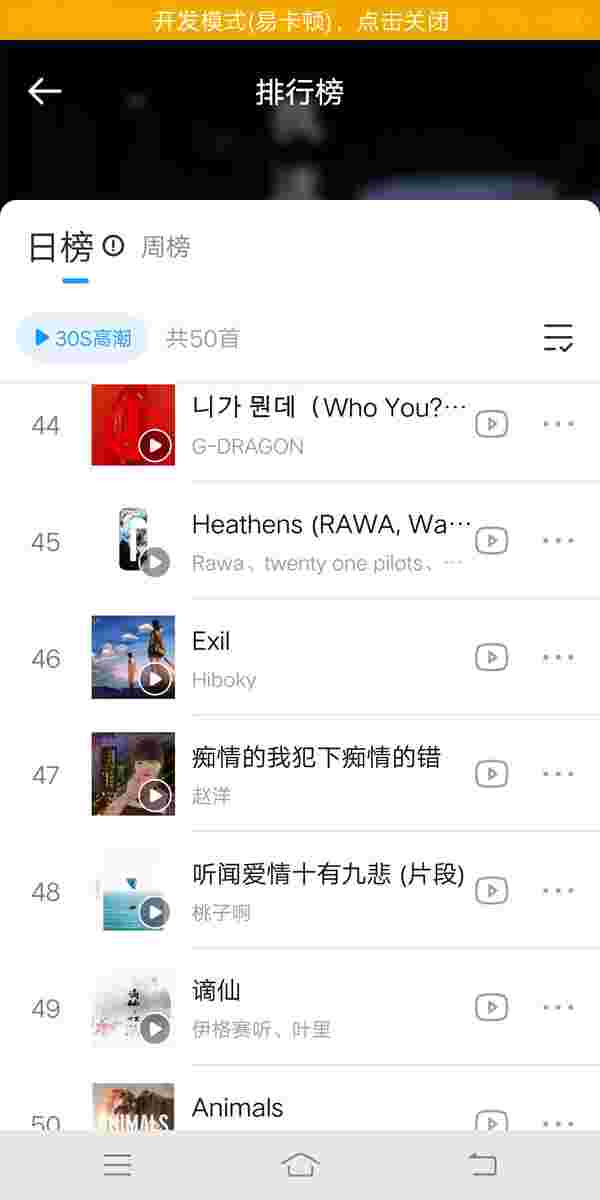 开发模式(易卡顿)，点击关闭
排行榜
日榜 周榜
30S高潮 共50首
44 니가 뭔데（Who You?…
G-DRAGON
45 Heathens (RAWA, Wa…
Rawa、twenty one pilots、…
46 Exil
Hiboky
47 痴情的我犯下痴情的错
赵洋
48 听闻爱情十有九悲 (片段)
桃子啊
49 谪仙
伊格赛听、叶里
50 Animals
ANIMALS